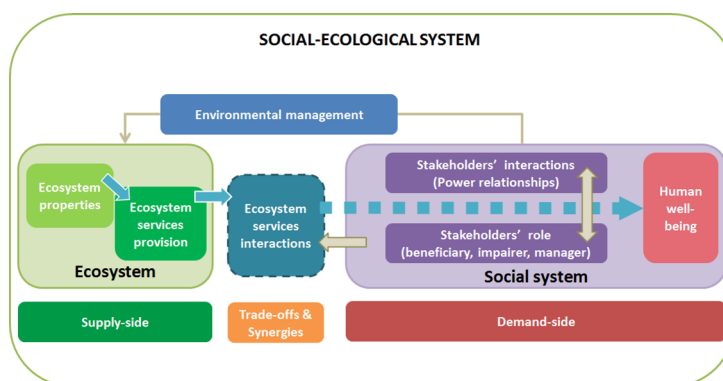 SOCIAL-ECOLOGICAL SYSTEM
Environmental management
Ecosystem
properties
Ecosystem
services
provision
Ecosystem
Ecosystem
services
interactions
Stakeholders' interactions
(Power relationships)
Stakeholders' role
(beneficiary, impairer, manager)
Social system
Human
well-
being
Supply-side
Trade-offs &
Synergies
Demand-side